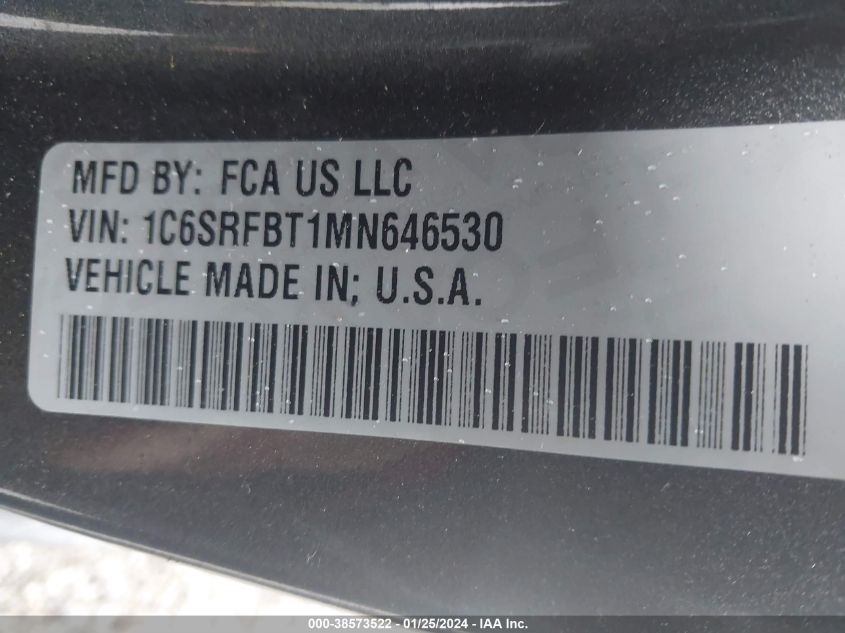 MFD BY: FCA US LLC
VIN: 1C6SRFBT1MN646530
VEHICLE MADE IN; U.S.A.
000-38573522 - 01/25/2024 - IAA Inc.